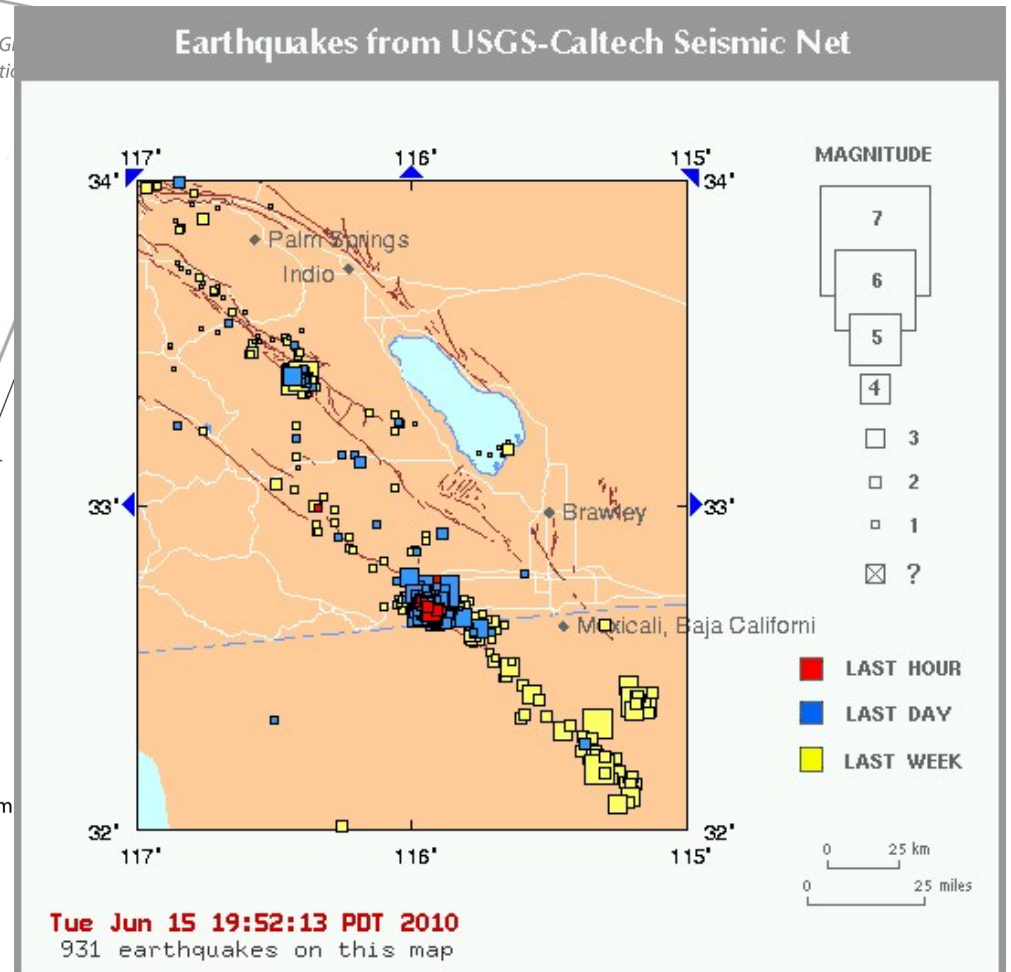 Earthquakes from USGS-Caltech Seismic Net
117° 116° 115°
34° 34°
MAGNITUDE
7
6
5
4
3
2
1
?
Palm Springs
Indio
33° 33°
Brawley
Mexicali, Baja Californi
LAST HOUR
LAST DAY
LAST WEEK
32° 32°
117° 116° 115°
0 25 km
0 25 miles
Tue Jun 15 19:52:13 PDT 2010
931 earthquakes on this map